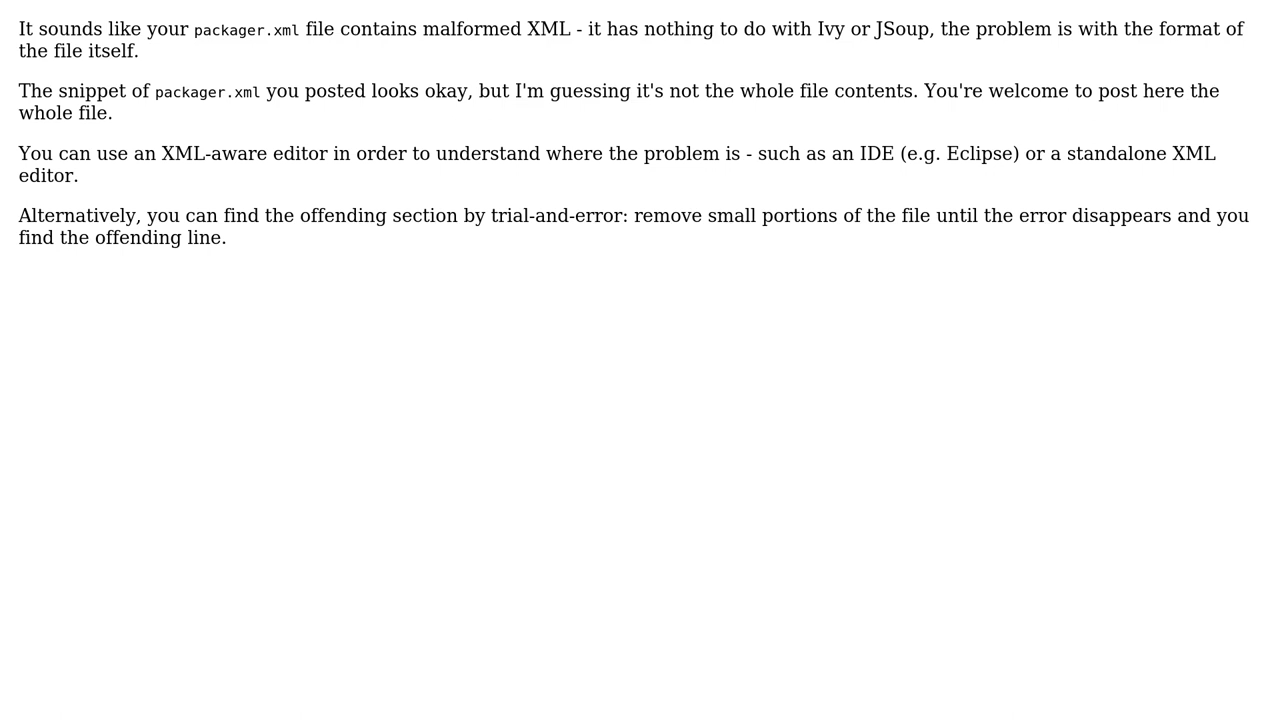 It sounds like your packager.xml file contains malformed XML - it has nothing to do with Ivy or JSoup, the problem is with the format of
the file itself.
The snippet of packager.xml you posted looks okay, but I'm guessing it's not the whole file contents. You're welcome to post here the
whole file.
You can use an XML-aware editor in order to understand where the problem is - such as an IDE (e.g. Eclipse) or a standalone XML
editor.
Alternatively, you can find the offending section by trial-and-error: remove small portions of the file until the error disappears and you
find the offending line.